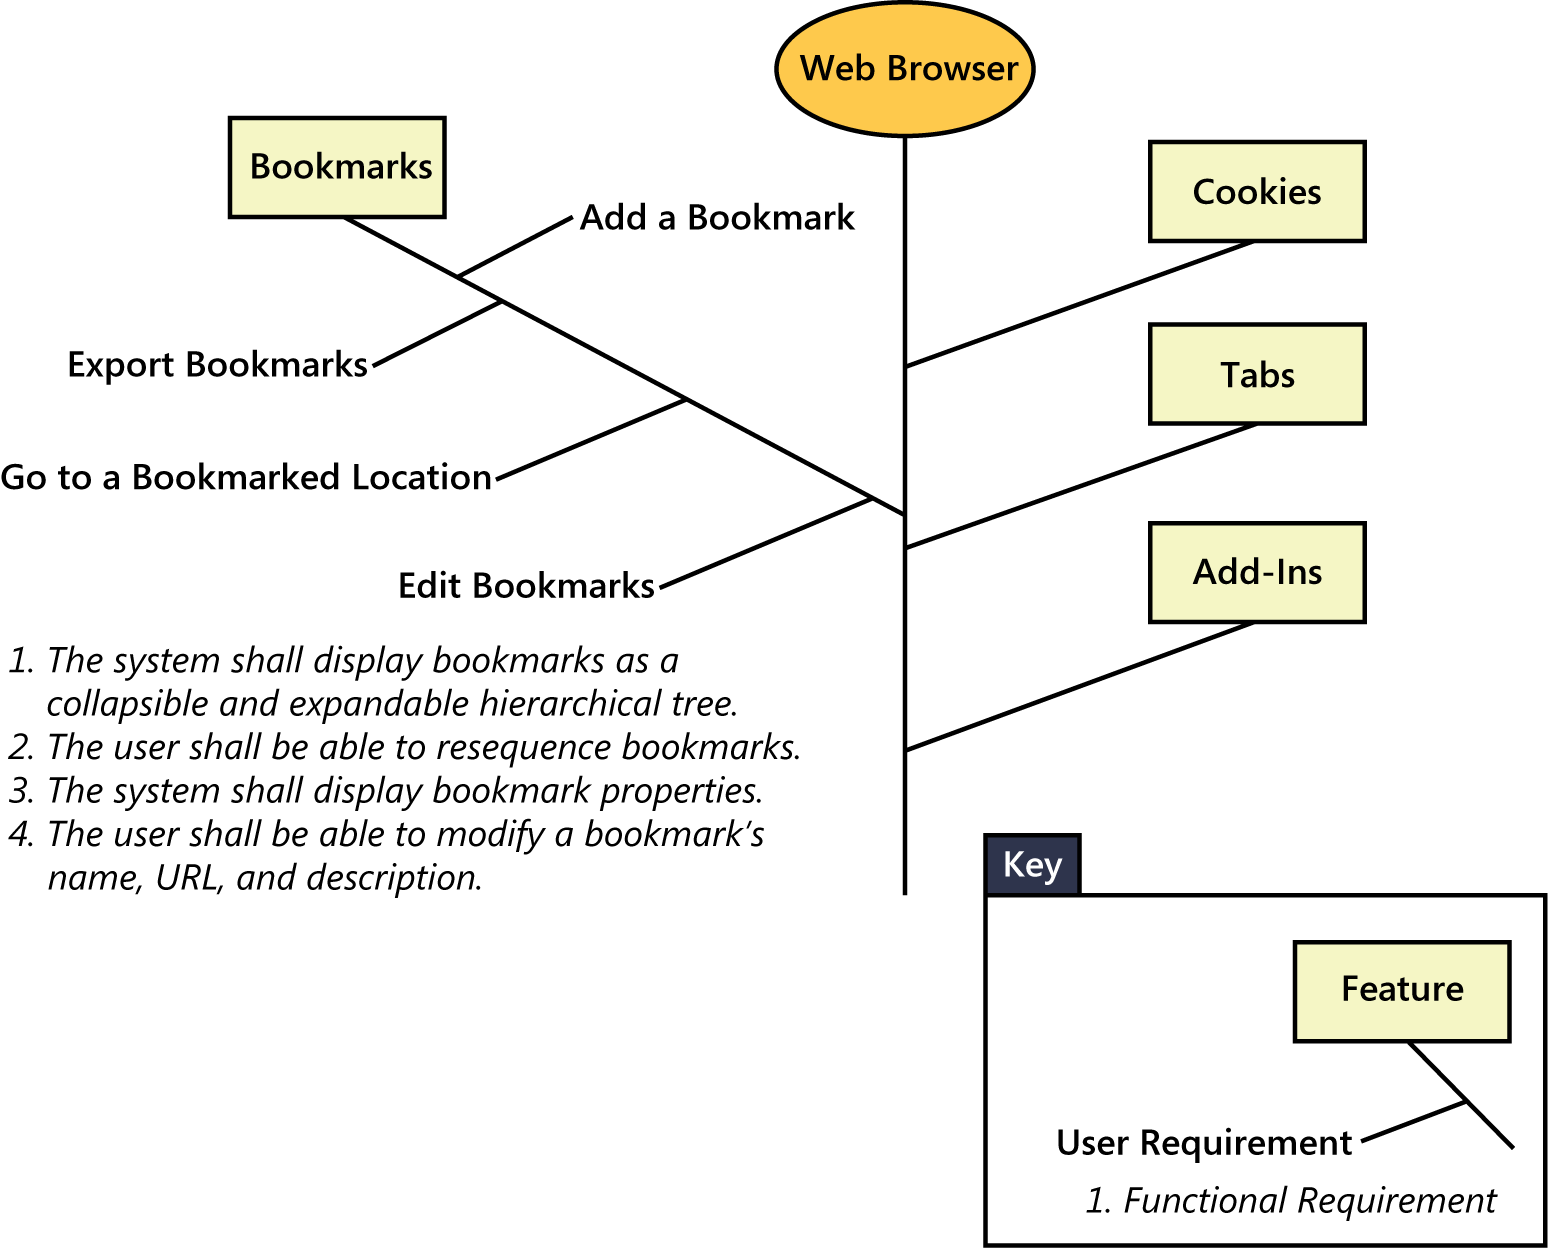 Web Browser
Bookmarks
Cookies
Add a Bookmark
Export Bookmarks
Tabs
Go to a Bookmarked Location
Edit Bookmarks
Add-Ins
1. The system shall display bookmarks as a
collapsible and expandable hierarchical tree.
2. The user shall be able to resequence bookmarks.
3. The system shall display bookmark properties.
4. The user shall be able to modify a bookmark’s
name, URL, and description.
Key
Feature
User Requirement
1. Functional Requirement